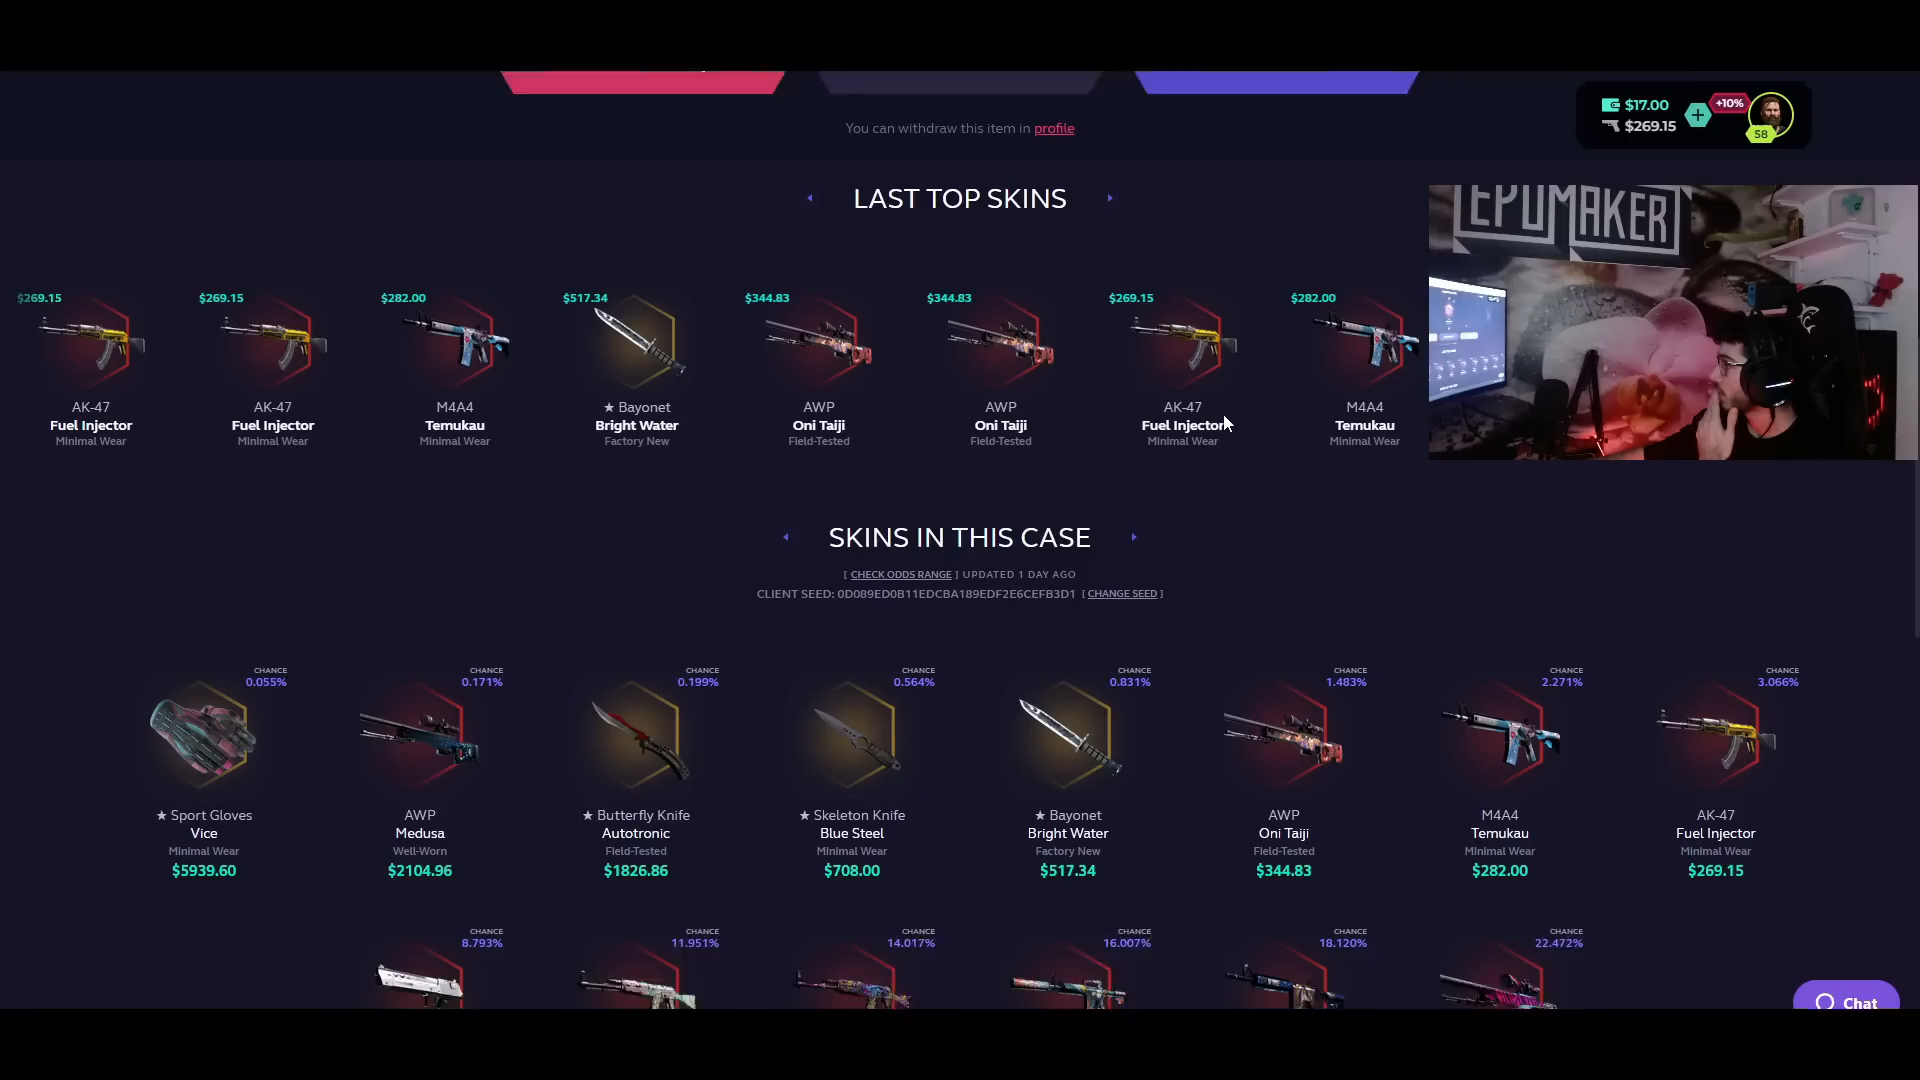 You can withdraw this item in profile
$17.00
+10%
$269.15
58
LAST TOP SKINS
$269.15
AK-47
Fuel Injector
Minimal Wear
$269.15
AK-47
Fuel Injector
Minimal Wear
$282.00
M4A4
Temukau
Minimal Wear
$517.34
★ Bayonet
Bright Water
Factory New
$344.83
AWP
Oni Taiji
Field-Tested
$344.83
AWP
Oni Taiji
Field-Tested
$269.15
AK-47
Fuel Injector
Minimal Wear
$282.00
M4A4
Temukau
Minimal Wear
EPOMAKER
SKINS IN THIS CASE
[ CHECK ODDS RANGE ] UPDATED 1 DAY AGO
CLIENT SEED: 0D089ED0B11EDCBA189EDF2E6CEFB3D1 [ CHANGE SEED ]
CHANCE
0.055%
★ Sport Gloves
Vice
Minimal Wear
$5939.60
CHANCE
0.171%
AWP
Medusa
Well-Worn
$2104.96
CHANCE
0.199%
★ Butterfly Knife
Autotronic
Field-Tested
$1826.86
CHANCE
0.564%
★ Skeleton Knife
Blue Steel
Minimal Wear
$708.00
CHANCE
0.831%
★ Bayonet
Bright Water
Factory New
$517.34
CHANCE
1.483%
AWP
Oni Taiji
Field-Tested
$344.83
CHANCE
2.271%
M4A4
Temukau
Minimal Wear
$282.00
CHANCE
3.066%
AK-47
Fuel Injector
Minimal Wear
$269.15
CHANCE
8.793%
CHANCE
11.951%
CHANCE
14.017%
CHANCE
16.007%
CHANCE
18.120%
CHANCE
22.472%
Chat